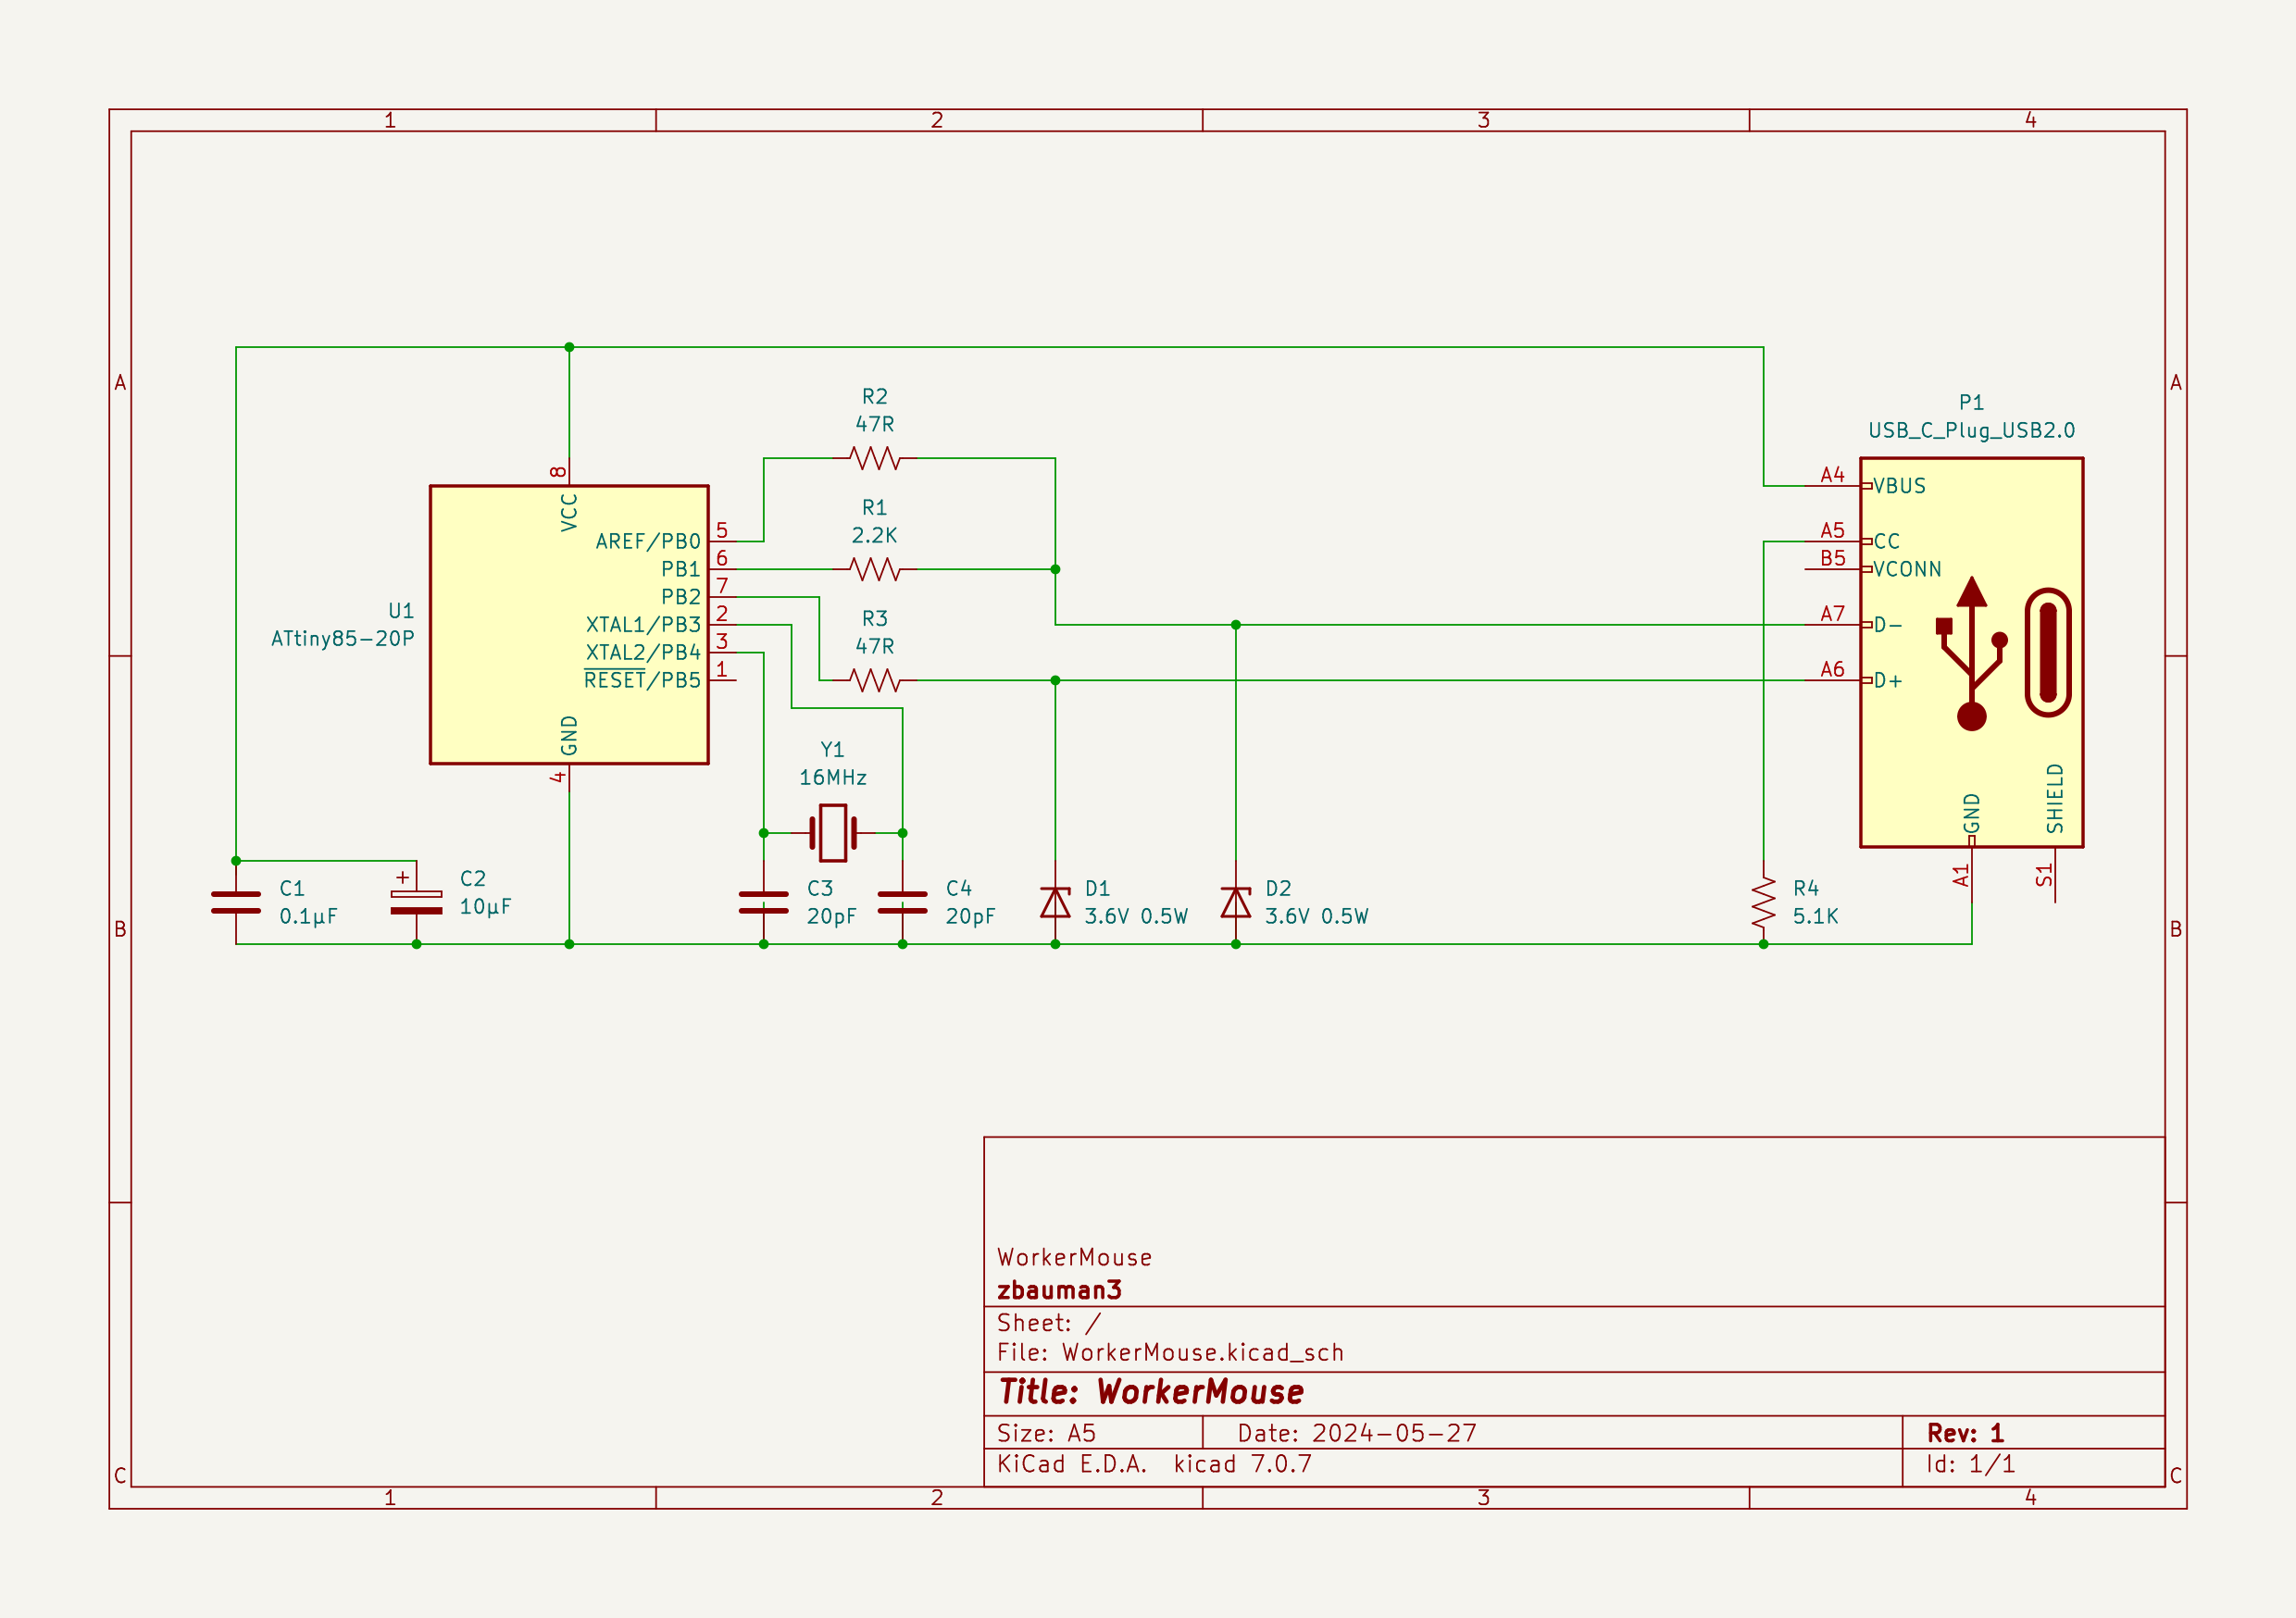 1 2 3 4
A A
B B
C C
1 2 3 4
R2
47R
R1
2.2K
R3
47R
U1
ATtiny85-20P
8
VCC
AREF/PB0 5
PB1 6
PB2 7
XTAL1/PB3 2
XTAL2/PB4 3
RESET/PB5 1
GND
4
Y1
16MHz
C1
0.1µF
+
C2
10µF
C3
20pF
C4
20pF
D1
3.6V 0.5W
D2
3.6V 0.5W
R4
5.1K
P1
USB_C_Plug_USB2.0
A4 VBUS
A5 CC
B5 VCONN
A7 D-
A6 D+
GND
A1
SHIELD
S1
WorkerMouse
zbauman3
Sheet: /
File: WorkerMouse.kicad_sch
Title: WorkerMouse
Size: A5 Date: 2024-05-27 Rev: 1
KiCad E.D.A. kicad 7.0.7 Id: 1/1